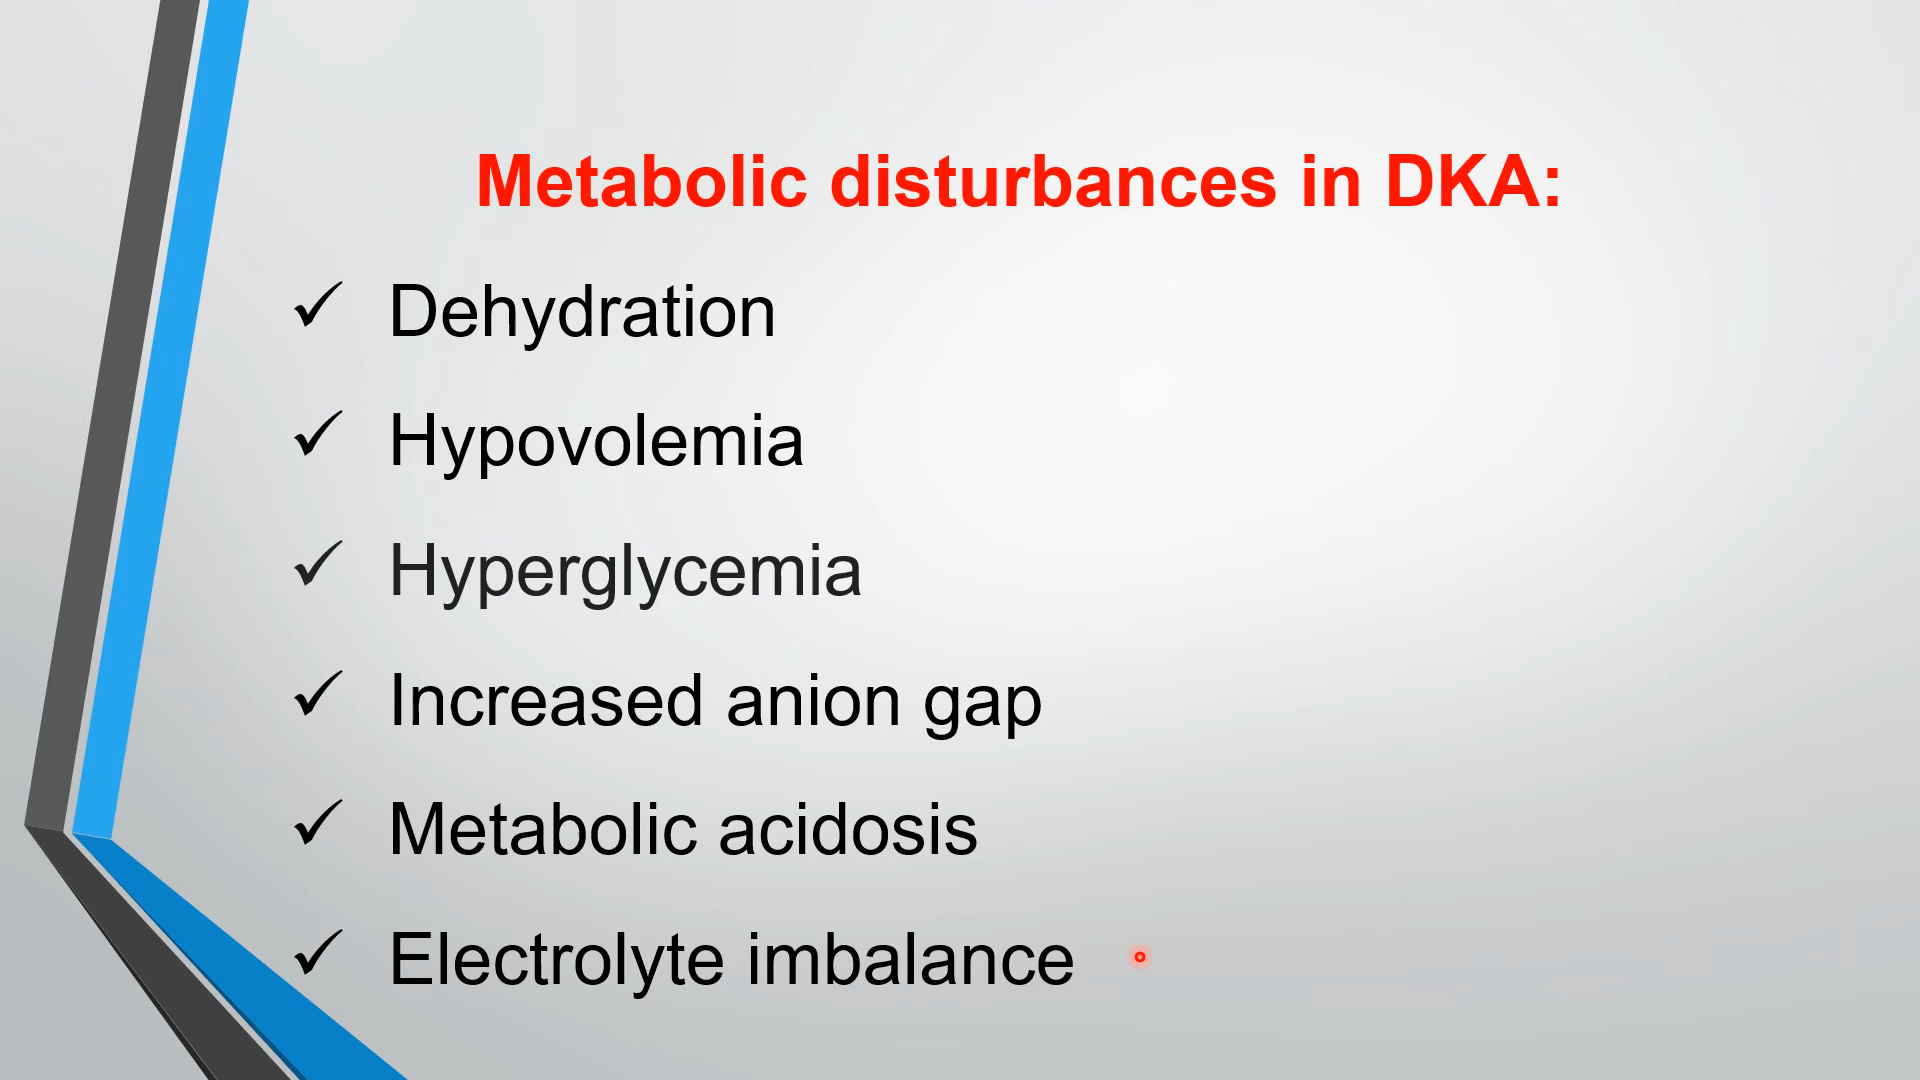 Metabolic disturbances in DKA:
✓ Dehydration
✓ Hypovolemia
✓ Hyperglycemia
✓ Increased anion gap
✓ Metabolic acidosis
✓ Electrolyte imbalance